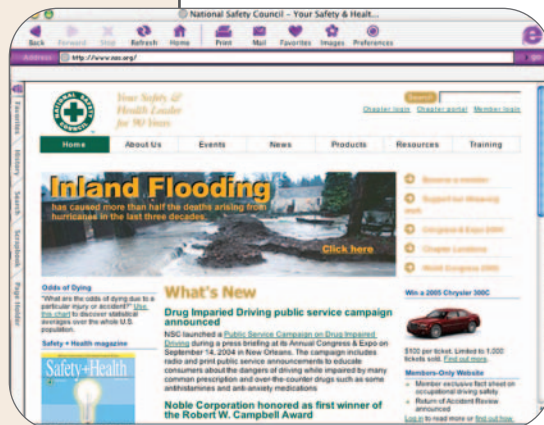 National Safety Council – Your Safety & Healt...
Back Forward Stop Refresh Home Print Mail Favorites Images Preferences
Address http://www.nsc.org/
Favorites
History
Search
Scrapbook
Page Holder
NATIONAL SAFETY COUNCIL
Your Safety &
Health Leader
for 90 Years
Search
Chapter login Chapter portal Member login
Home About Us Events News Products Resources Training
Inland Flooding
has caused more than half the deaths arising from
hurricanes in the last three decades.
Click here
Become a member
Support our
Congress & Expo 2004
Chapter Locations
World Congress 2005
Odds of Dying
"What are the odds of dying due to a
particular injury or accident?" Use
this chart to discover statistical
averages over the whole U.S.
population.
Safety + Health magazine
Safety+Health
What's New
Drug Imparied Driving public service campaign
announced
NSC launched a Public Service Campaign on Drug Impaired
Driving during a press briefing at its Annual Congress & Expo on
September 14, 2004 in New Orleans. The campaign includes
radio and print public service announcements to educate
consumers about the dangers of driving while impaired by many
common prescription and over-the-counter drugs such as some
antihistamines and anti-anxiety medications
Noble Corporation honored as first winner of
the Robert W. Campbell Award
Win a 2005 Chrysler 300C
$100 per ticket. Limited to 1,000
tickets sold. Find out more.
Members-Only Website
Member exclusive fact sheet on
occupational driving safety
Return of Accident Review
announced
Log in to read more or find out how